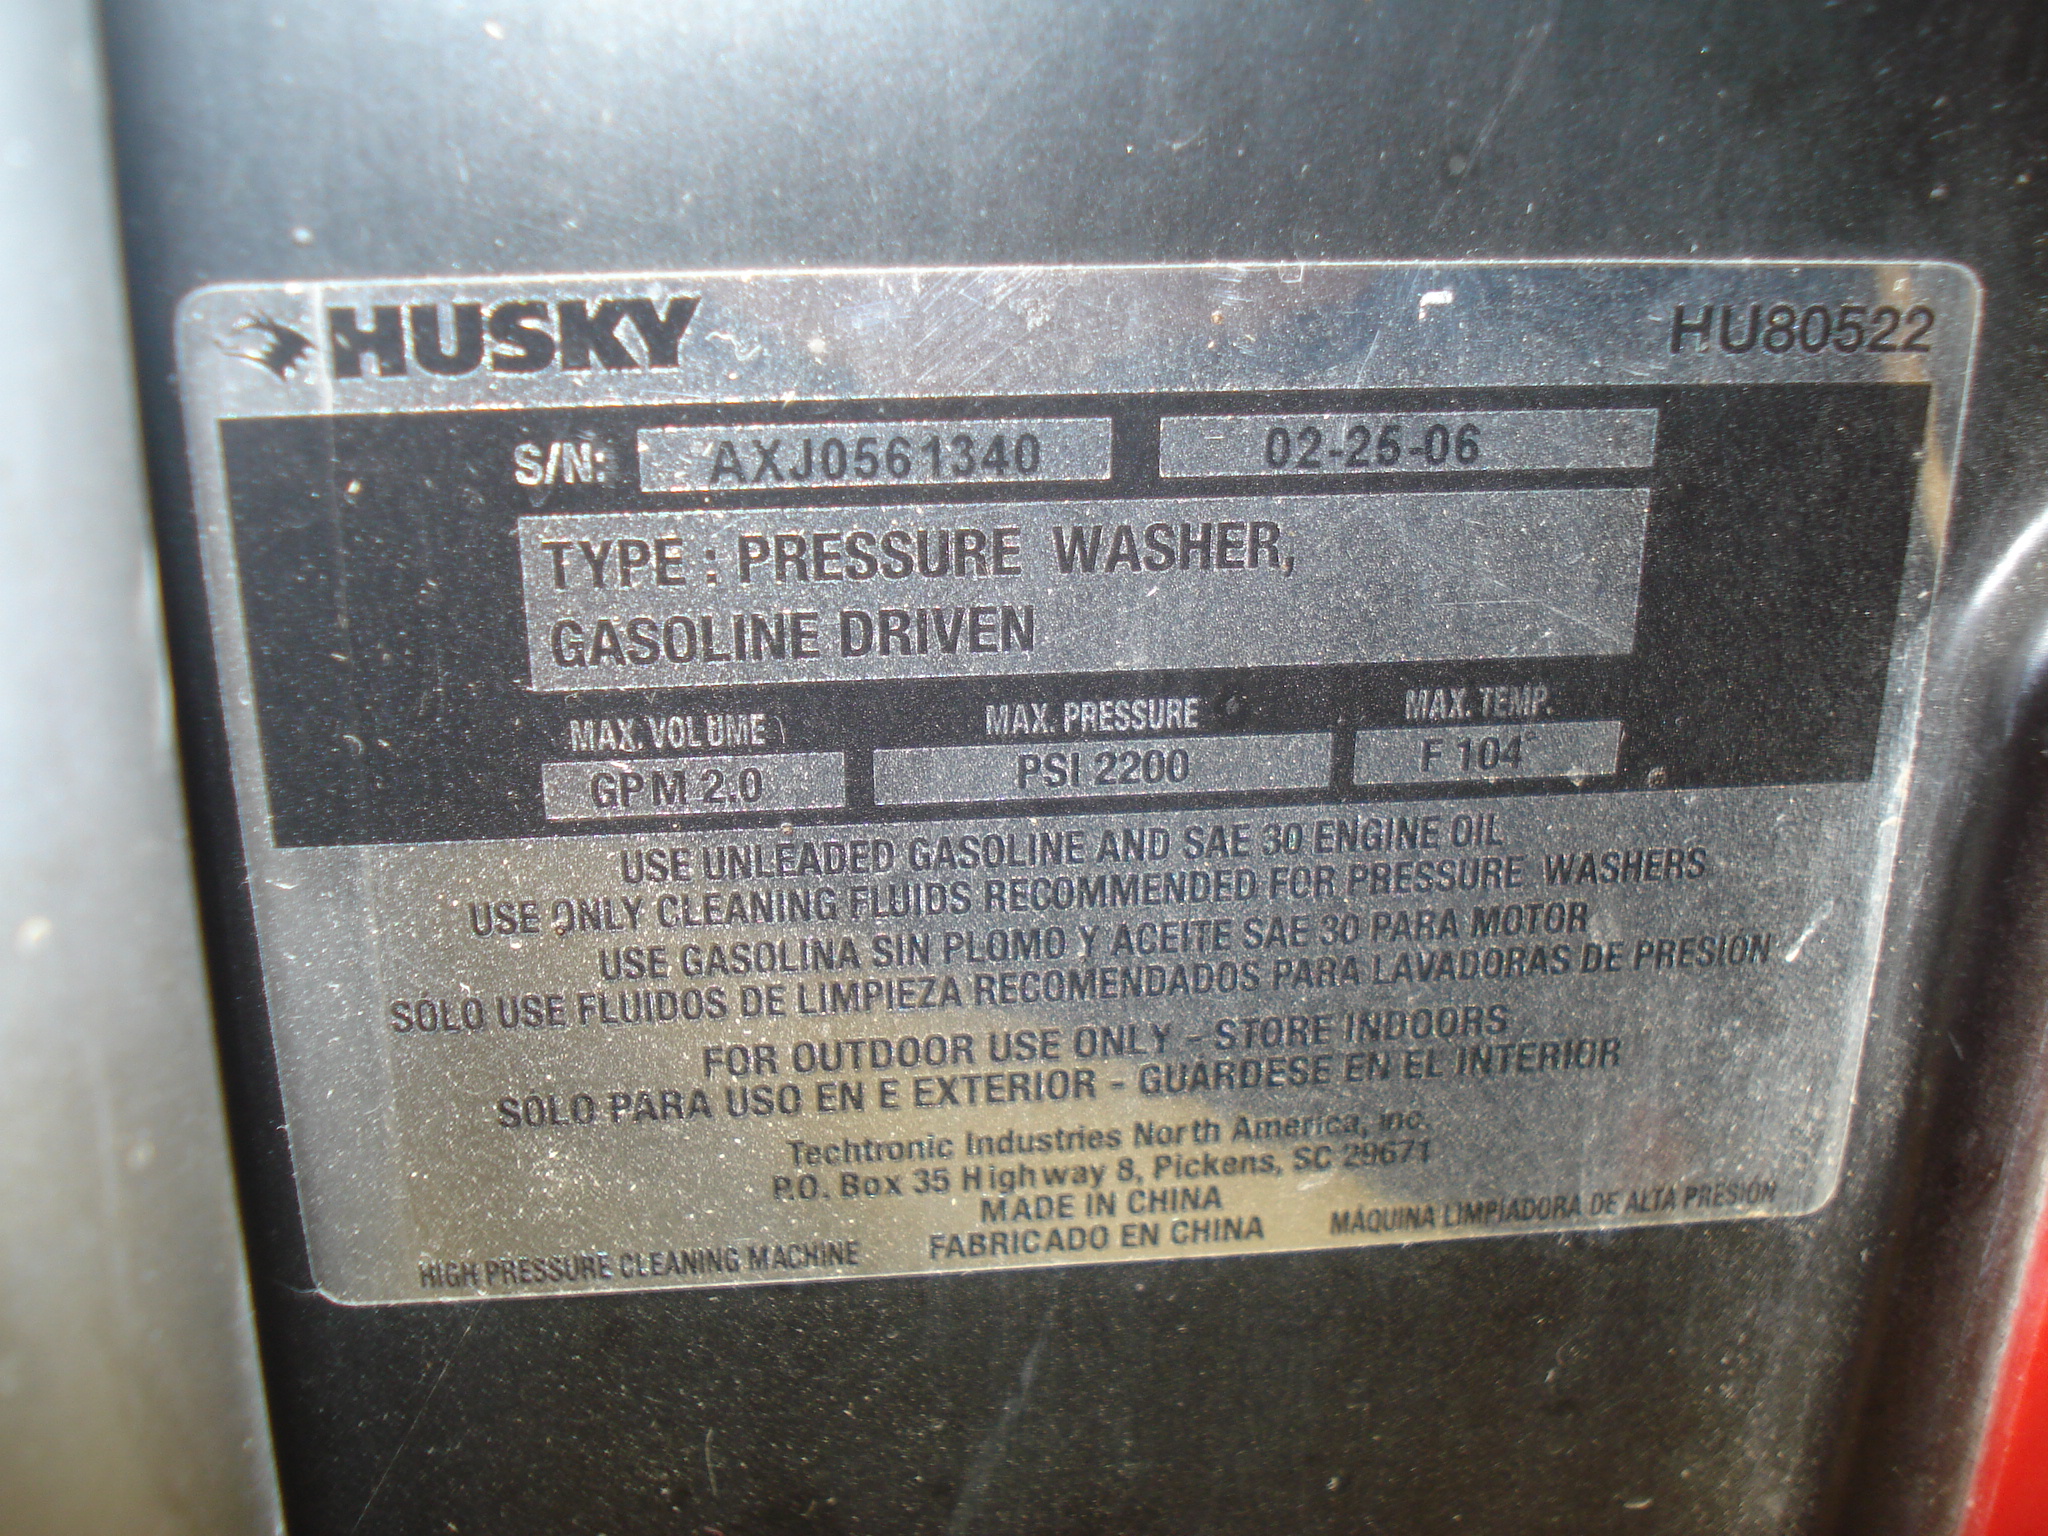 HUSKY HU80522
S/N: AXJ0561340 02-25-06
TYPE : PRESSURE WASHER,
GASOLINE DRIVEN
MAX. VOLUME MAX. PRESSURE MAX. TEMP.
GPM 2.0 PSI 2200 F 104°
USE UNLEADED GASOLINE AND SAE 30 ENGINE OIL
USE ONLY CLEANING FLUIDS RECOMMENDED FOR PRESSURE WASHERS
USE GASOLINA SIN PLOMO Y ACEITE SAE 30 PARA MOTOR
SÓLO USE FLUIDOS DE LIMPIEZA RECOMENDADOS PARA LAVADORAS DE PRESIÓN
FOR OUTDOOR USE ONLY - STORE INDOORS
SÓLO PARA USO EN E EXTERIOR - GUÁRDESE EN EL INTERIOR
Techtronic Industries North America, Inc.
P.O. Box 35 Highway 8, Pickens, SC 29671
MADE IN CHINA
HIGH PRESSURE CLEANING MACHINE FABRICADO EN CHINA MÁQUINA LIMPIADORA DE ALTA PRESIÓN